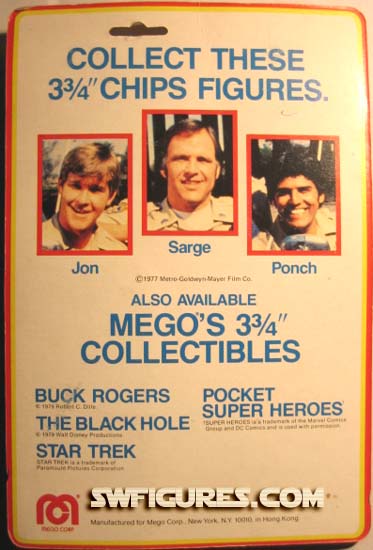 COLLECT THESE
3¾" CHIPS FIGURES.
Jon
Sarge
Ponch
©1977 Metro-Goldwyn-Mayer Film Co.
ALSO AVAILABLE
MEGO'S 3¾"
COLLECTIBLES
BUCK ROGERS
© 1979 Robert C. Dille
THE BLACK HOLE
© 1979 Walt Disney Productions
STAR TREK
STAR TREK is a trademark of
Paramount Pictures Corporation
POCKET
SUPER HEROES†
†SUPER HEROES is a trademark of the Marvel Comics
Group and DC Comics and is used with permission.
MEGO CORP
SWFIGURES.COM
Manufactured for Mego Corp., New York, N.Y. 10010, in Hong Kong